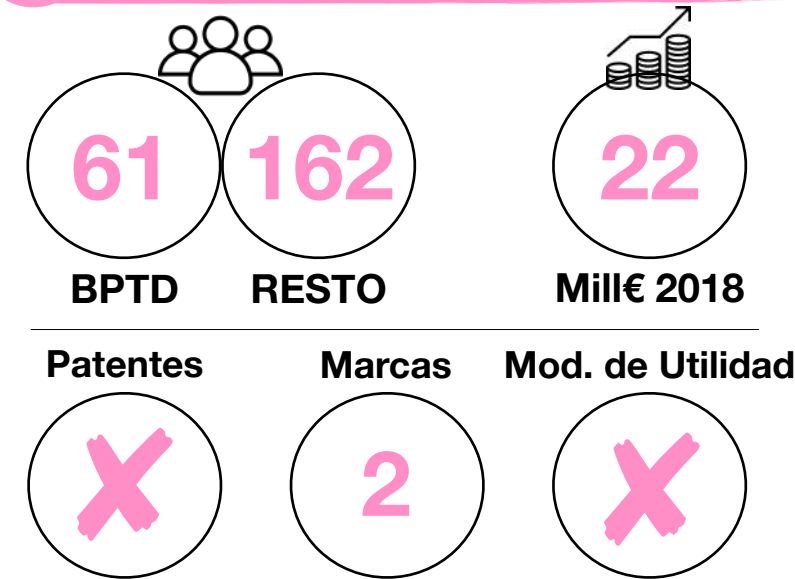 61 162 22
BPTD RESTO Mill€ 2018
Patentes Marcas Mod. de Utilidad
2